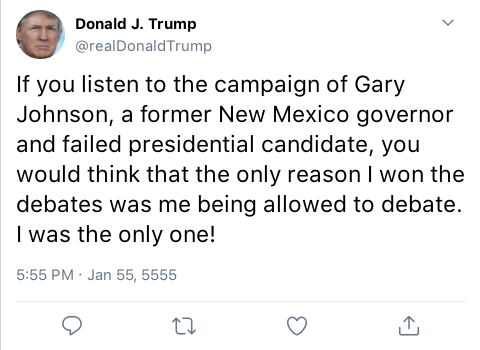 Donald J. Trump
@realDonaldTrump
If you listen to the campaign of Gary
Johnson, a former New Mexico governor
and failed presidential candidate, you
would think that the only reason I won the
debates was me being allowed to debate.
I was the only one!
5:55 PM · Jan 55, 5555